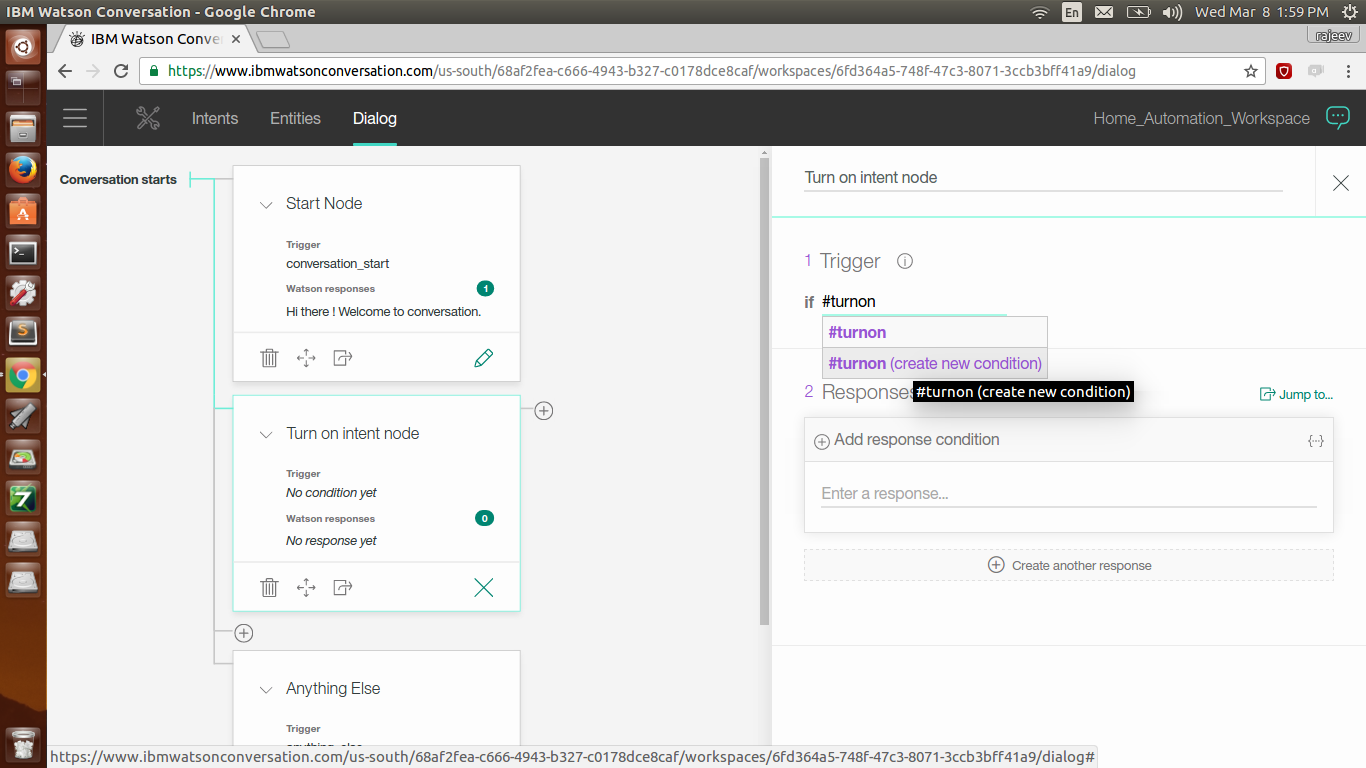 IBM Watson Conversation - Google Chrome
En
Wed Mar 8 1:59 PM
IBM Watson Conve
rajeev
https://www.ibmwatsonconversation.com/us-south/68af2fea-c666-4943-b327-c0178dce8caf/workspaces/6fd364a5-748f-47c3-8071-3ccb3bff41a9/dialog
Intents
Entities
Dialog
Home_Automation_Workspace
Conversation starts
Start Node
Trigger
conversation_start
Watson responses
1
Hi there ! Welcome to conversation.
Turn on intent node
Trigger
No condition yet
Watson responses
0
No response yet
Anything Else
Trigger
anything_else
Turn on intent node
1 Trigger
if #turnon
#turnon
#turnon (create new condition)
2 Responses
#turnon (create new condition)
Jump to...
Add response condition
{...}
Enter a response...
Create another response
https://www.ibmwatsonconversation.com/us-south/68af2fea-c666-4943-b327-c0178dce8caf/workspaces/6fd364a5-748f-47c3-8071-3ccb3bff41a9/dialog#